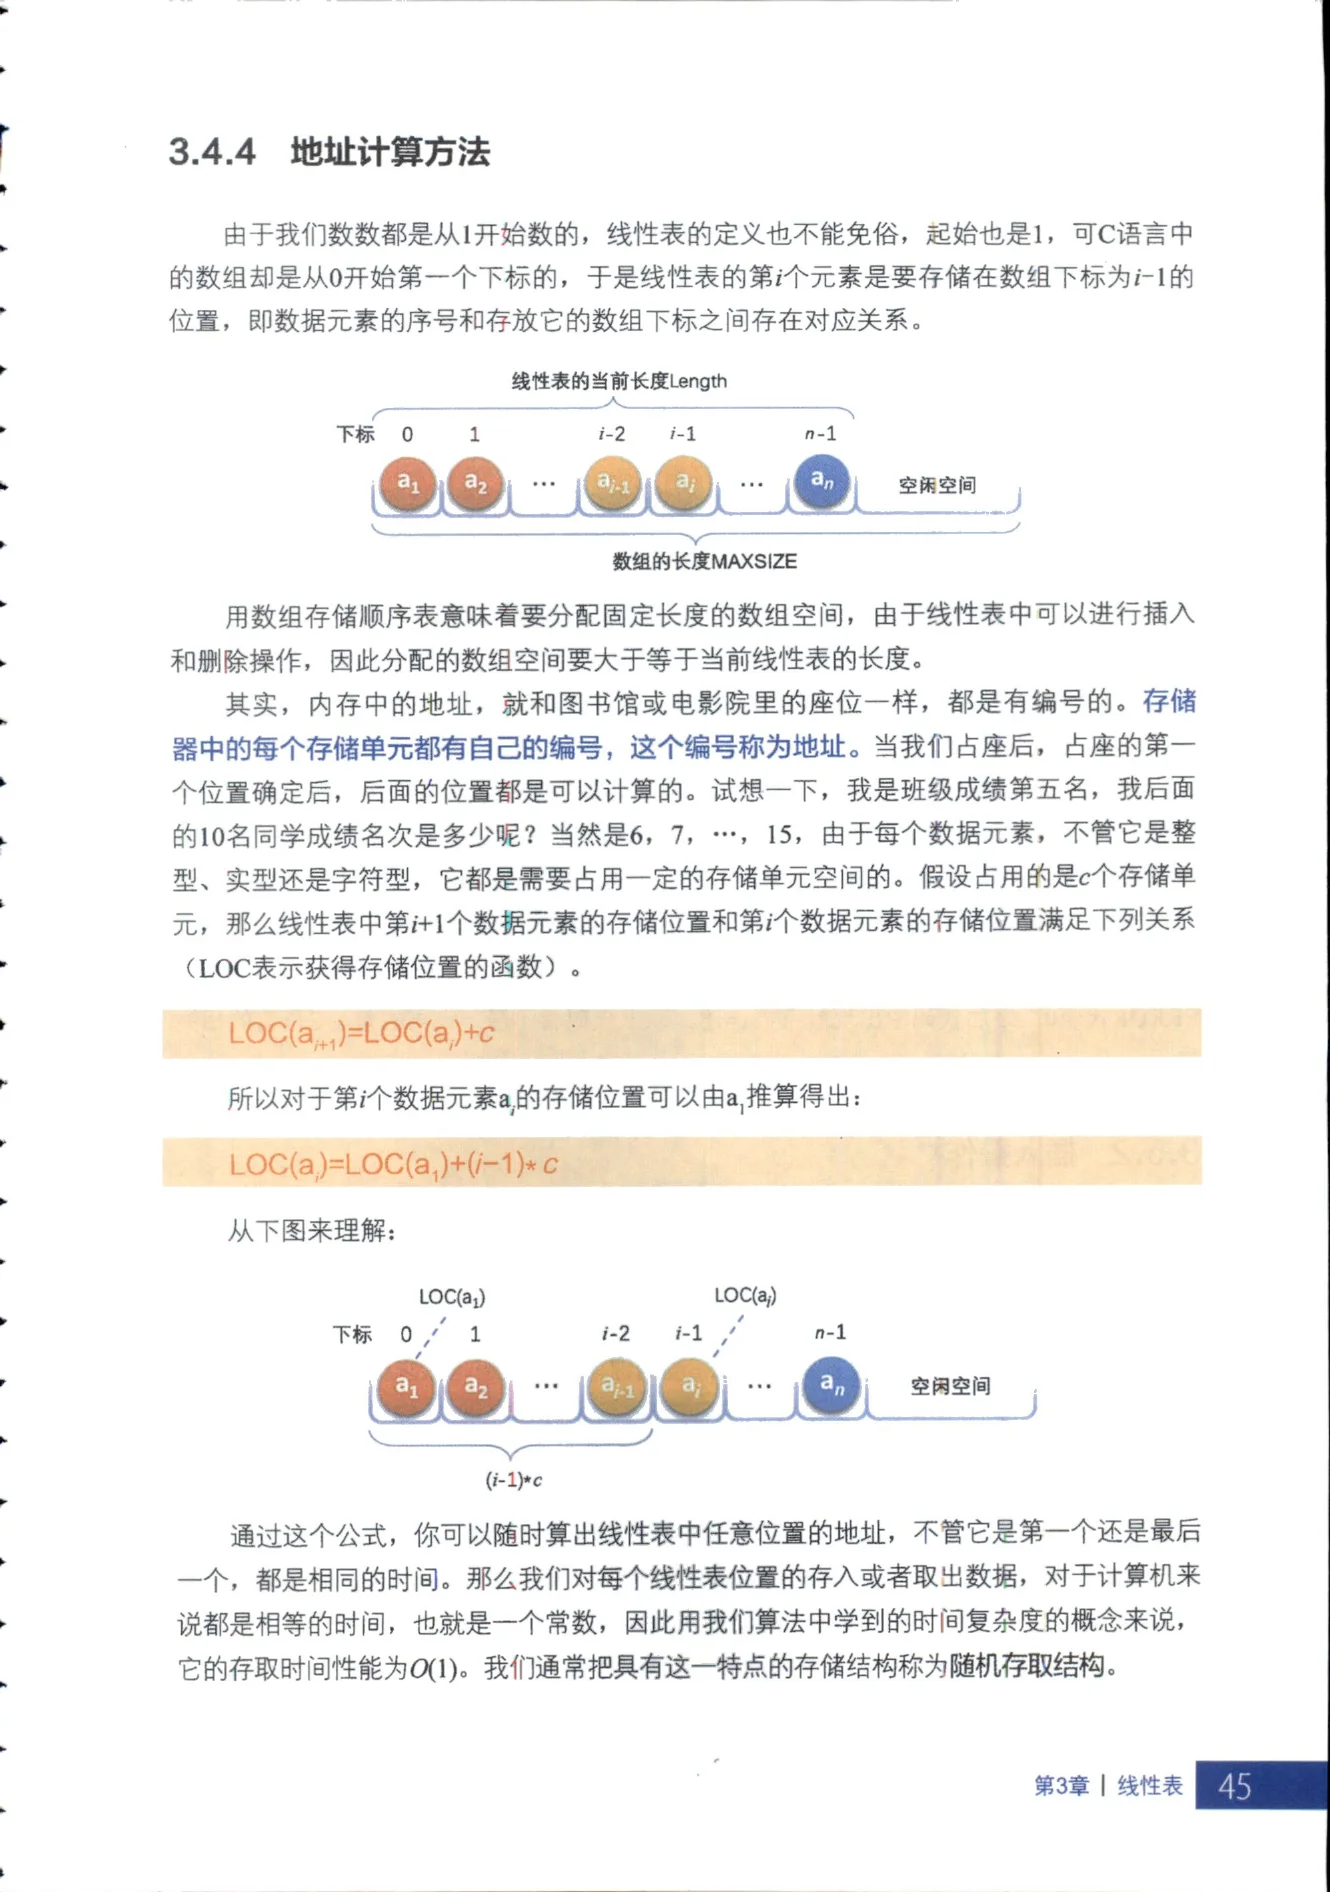 3.4.4 地址计算方法
由于我们数数都是从1开始数的，线性表的定义也不能免俗，起始也是1，可C语言中
的数组却是从0开始第一个下标的，于是线性表的第i个元素是要存储在数组下标为i-1的
位置，即数据元素的序号和存放它的数组下标之间存在对应关系。
线性表的当前长度Length
下标 0 1 i-2 i-1 n-1
a₁ a₂ … aᵢ₋₁ aᵢ … aₙ 空闲空间
数组的长度MAXSIZE
用数组存储顺序表意味着要分配固定长度的数组空间，由于线性表中可以进行插入
和删除操作，因此分配的数组空间要大于等于当前线性表的长度。
其实，内存中的地址，就和图书馆或电影院里的座位一样，都是有编号的。存储
器中的每个存储单元都有自己的编号，这个编号称为地址。当我们占座后，占座的第一
个位置确定后，后面的位置都是可以计算的。试想一下，我是班级成绩第五名，我后面
的10名同学成绩名次是多少呢？当然是6，7，…，15，由于每个数据元素，不管它是整
型、实型还是字符型，它都是需要占用一定的存储单元空间的。假设占用的是c个存储单
元，那么线性表中第i+1个数据元素的存储位置和第i个数据元素的存储位置满足下列关系
（LOC表示获得存储位置的函数）。
LOC(aᵢ₊₁)=LOC(aᵢ)+c
所以对于第i个数据元素aᵢ的存储位置可以由a₁推算得出：
LOC(aᵢ)=LOC(a₁)+(i-1)*c
从下图来理解：
LOC(a₁) LOC(aᵢ)
下标 0 1 i-2 i-1 n-1
a₁ a₂ … aᵢ₋₁ aᵢ … aₙ 空闲空间
(i-1)*c
通过这个公式，你可以随时算出线性表中任意位置的地址，不管它是第一个还是最后
一个，都是相同的时间。那么我们对每个线性表位置的存入或者取出数据，对于计算机来
说都是相等的时间，也就是一个常数，因此用我们算法中学到的时间复杂度的概念来说，
它的存取时间性能为O(1)。我们通常把具有这一特点的存储结构称为随机存取结构。
第3章 | 线性表 45